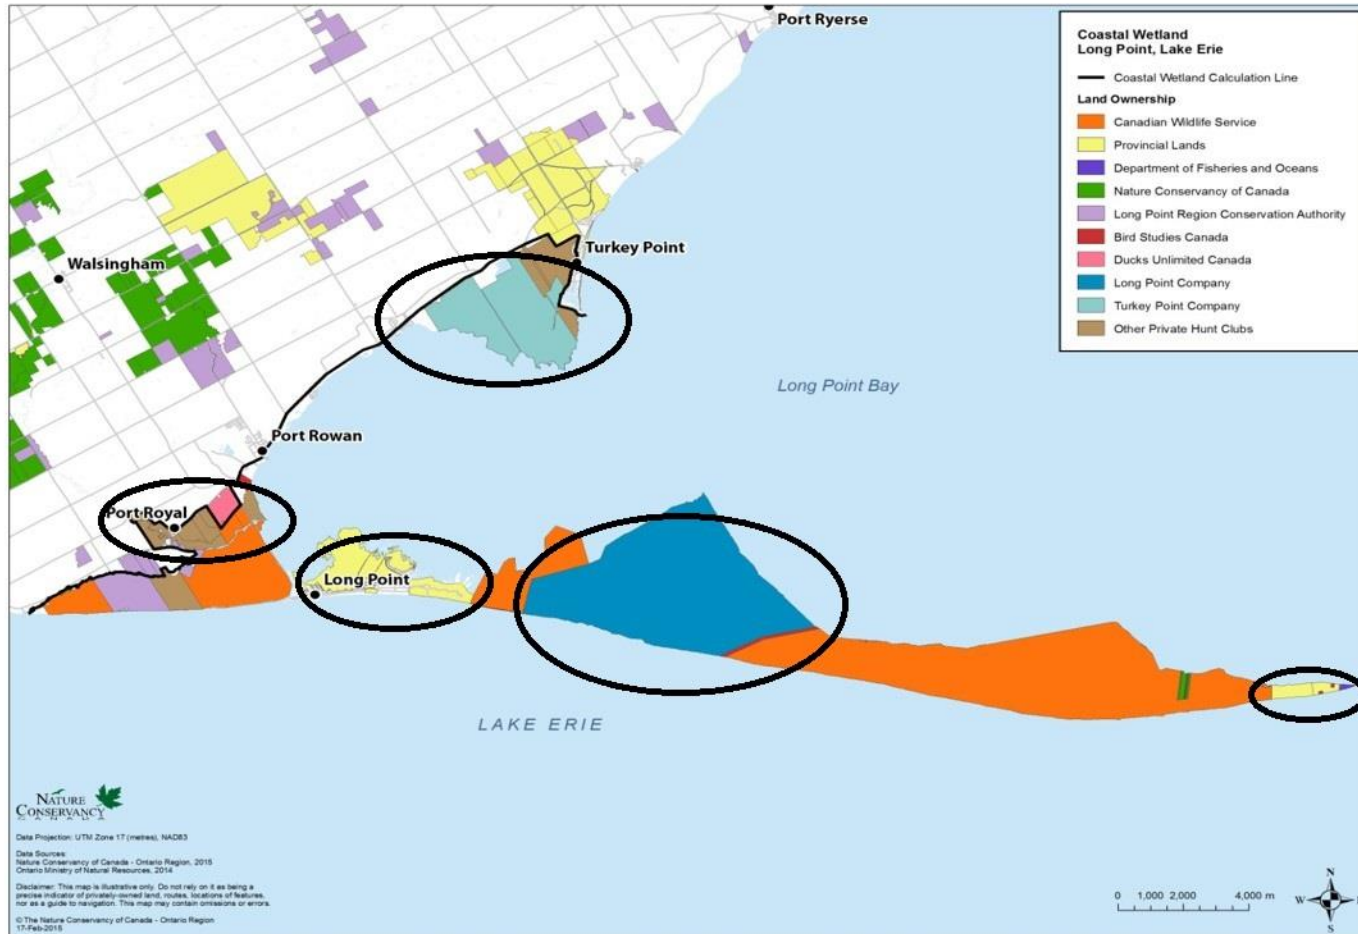 Port Ryerse
Coastal Wetland
Long Point, Lake Erie
Coastal Wetland Calculation Line
Land Ownership
Canadian Wildlife Service
Provincial Lands
Department of Fisheries and Oceans
Nature Conservancy of Canada
Long Point Region Conservation Authority
Bird Studies Canada
Ducks Unlimited Canada
Long Point Company
Turkey Point Company
Other Private Hunt Clubs
Turkey Point
Walsingham
Long Point Bay
Port Rowan
Port Royal
Long Point
LAKE ERIE
NATURE
CONSERVANCY
CANADA
Data Projection: UTM Zone 17 (metres), NAD83
Data Sources:
Nature Conservancy of Canada - Ontario Region, 2015
Ontario Ministry of Natural Resources, 2014
Disclaimer: This map is illustrative only. Do not rely on it as being a
precise indicator of privately-owned land, routes, locations of features,
nor as a guide to navigation. This map may contain omissions or errors.
© The Nature Conservancy of Canada - Ontario Region
17-Feb-2015
0 1,000 2,000 4,000 m
N
W
S